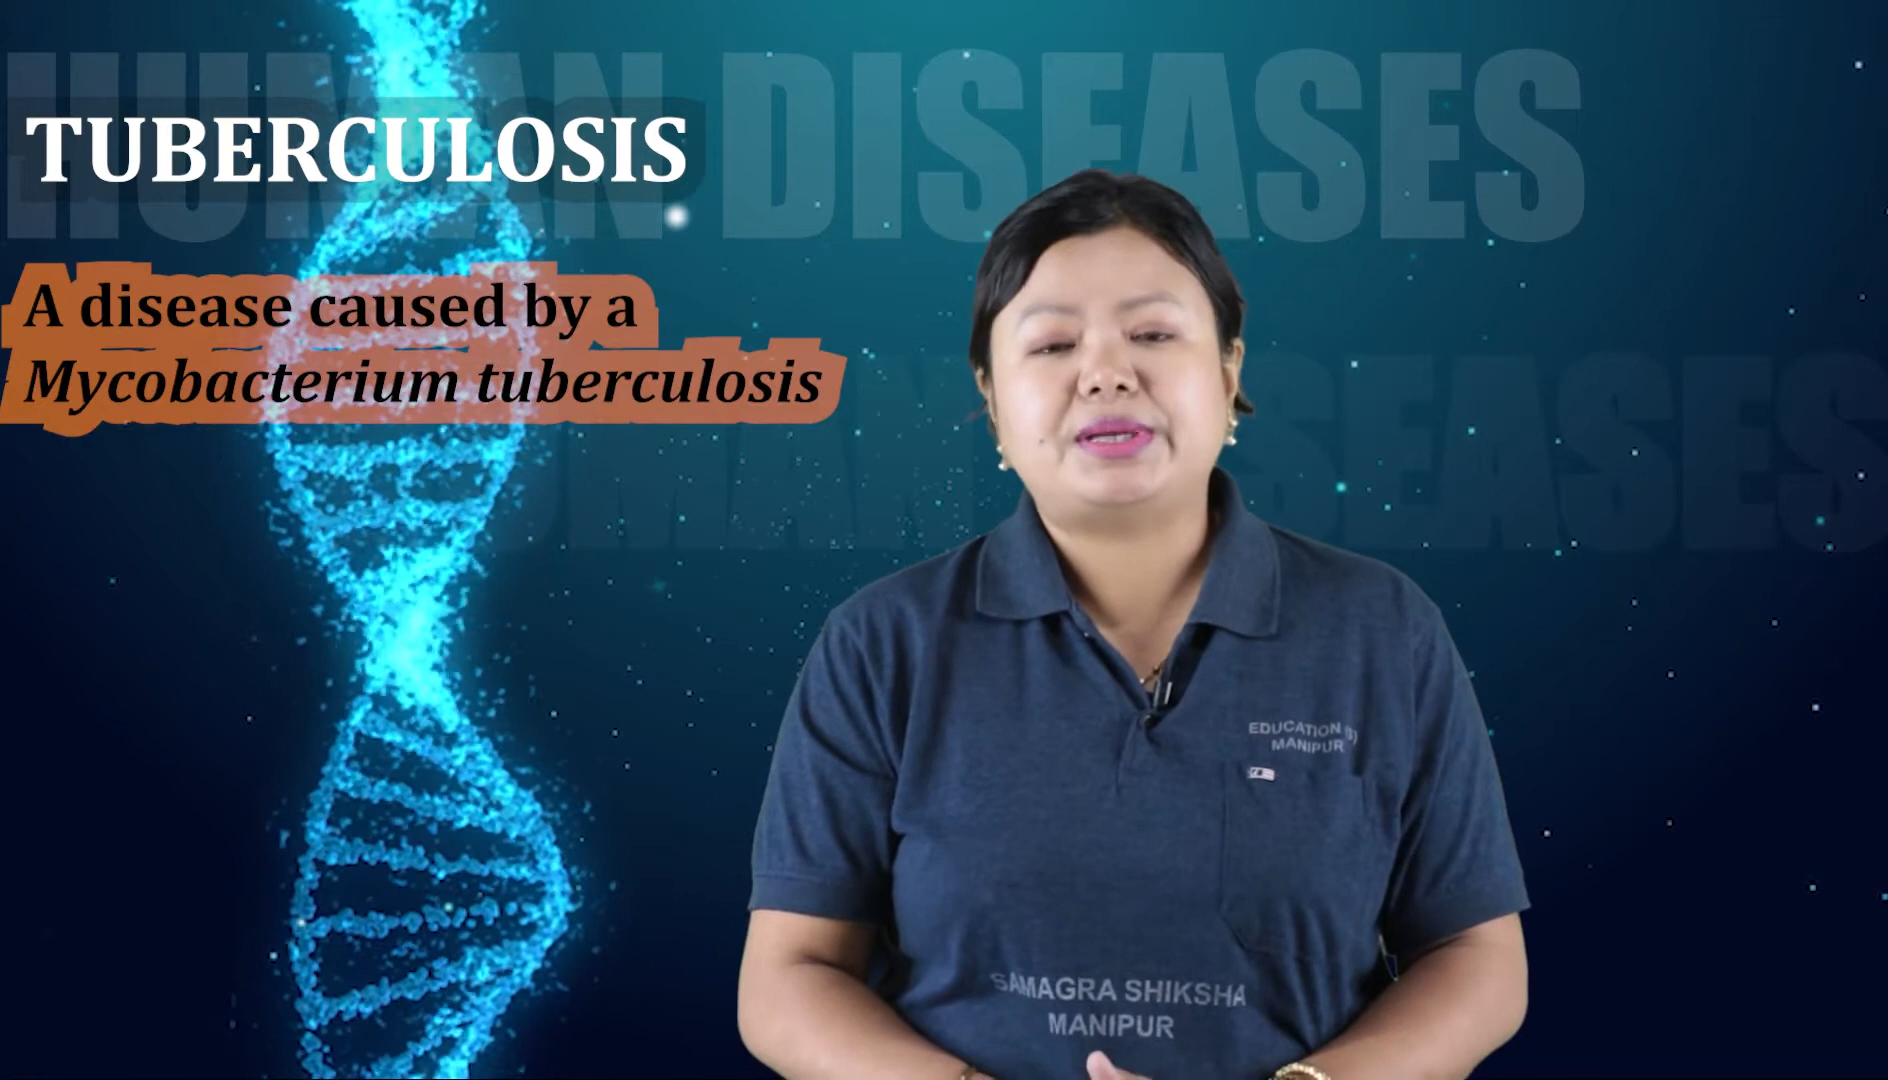 HUMAN DISEASES
TUBERCULOSIS
A disease caused by a
Mycobacterium tuberculosis
HUMAN DISEASES
EDUCATION (S)
MANIPUR
SAMAGRA SHIKSHA
MANIPUR